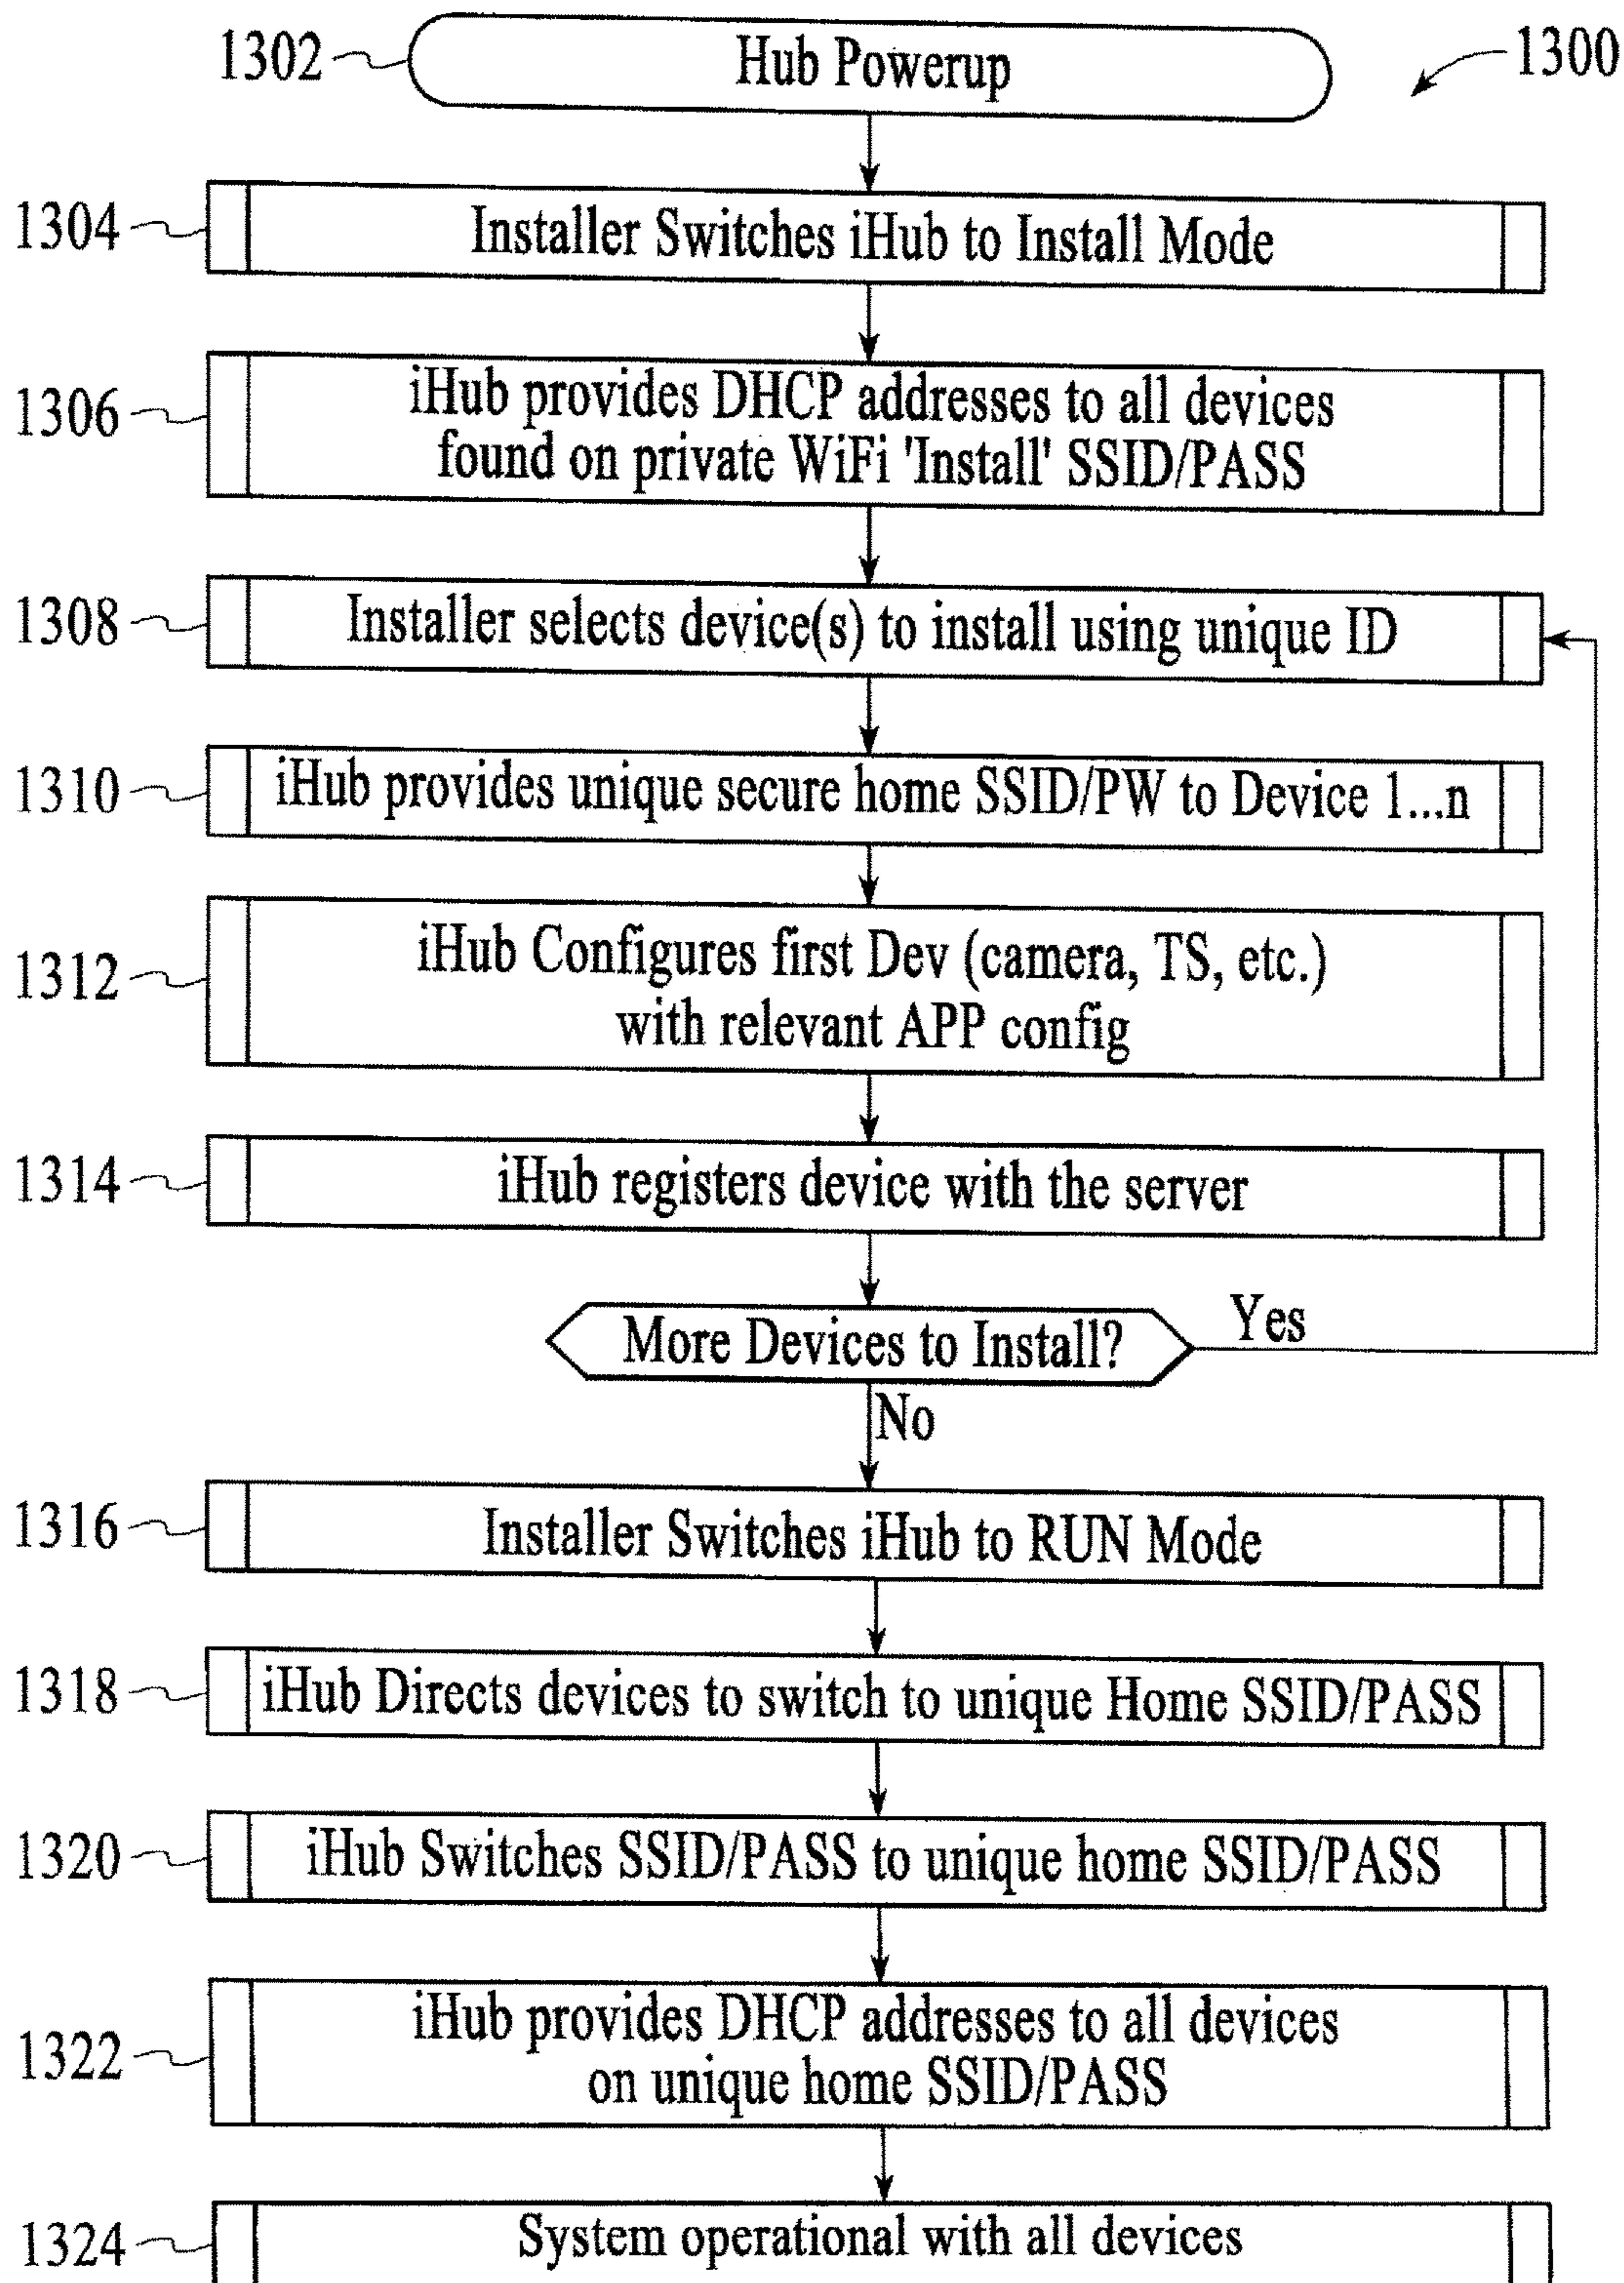 1302
Hub Powerup
1300
1304
Installer Switches iHub to Install Mode
1306
iHub provides DHCP addresses to all devices
found on private WiFi 'Install' SSID/PASS
1308
Installer selects device(s) to install using unique ID
1310
iHub provides unique secure home SSID/PW to Device 1...n
1312
iHub Configures first Dev (camera, TS, etc.)
with relevant APP config
1314
iHub registers device with the server
More Devices to Install?
Yes
No
1316
Installer Switches iHub to RUN Mode
1318
iHub Directs devices to switch to unique Home SSID/PASS
1320
iHub Switches SSID/PASS to unique home SSID/PASS
1322
iHub provides DHCP addresses to all devices
on unique home SSID/PASS
1324
System operational with all devices